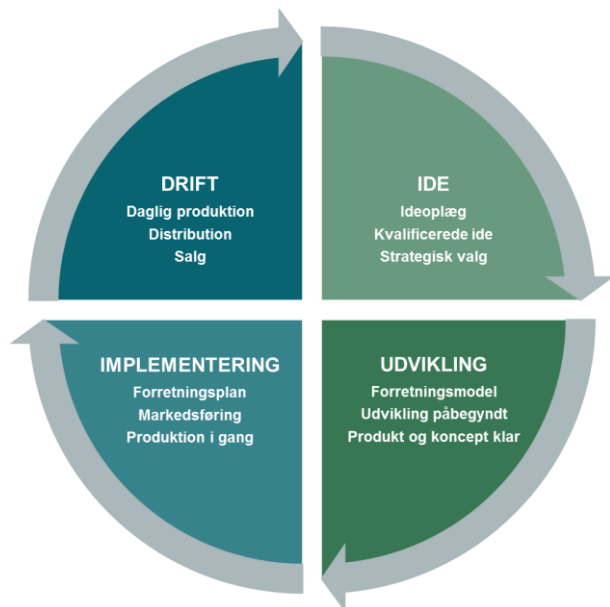 DRIFT
Daglig produktion
Distribution
Salg
IDE
Ideoplæg
Kvalificerede ide
Strategisk valg
IMPLEMENTERING
Forretningsplan
Markedsføring
Produktion i gang
UDVIKLING
Forretningsmodel
Udvikling påbegyndt
Produkt og koncept klar